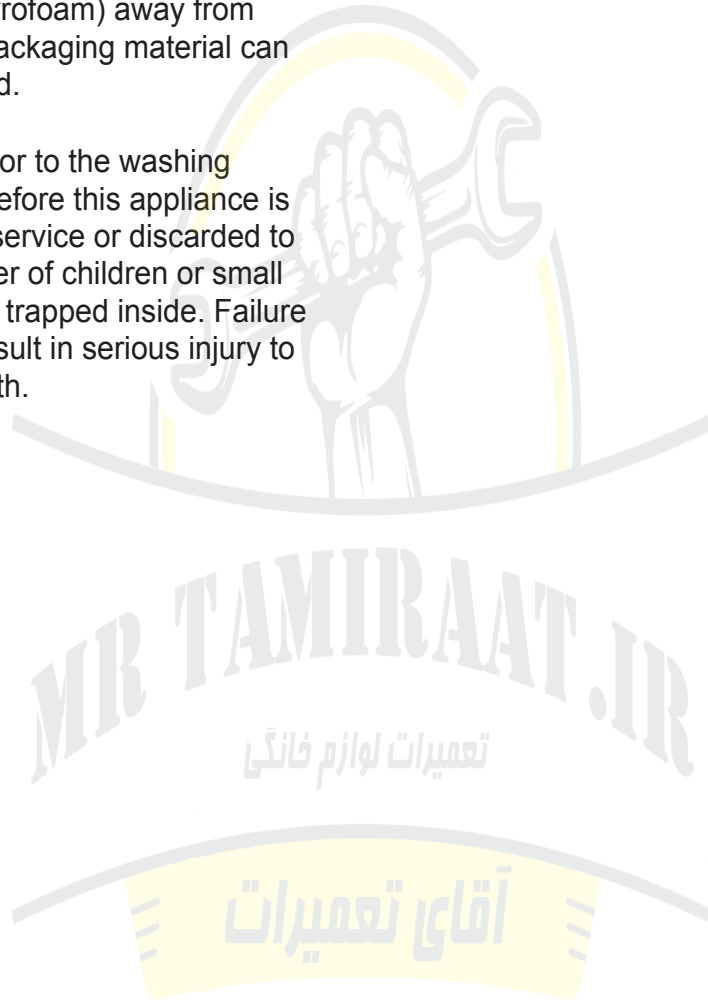 rofoam) away from
ackaging material can
d.
or to the washing
efore this appliance is
service or discarded to
er of children or small
trapped inside. Failure
sult in serious injury to
th.
MR TAMIRAAT.IR
تعمیرات لوازم خانگی
آقای تعمیرات